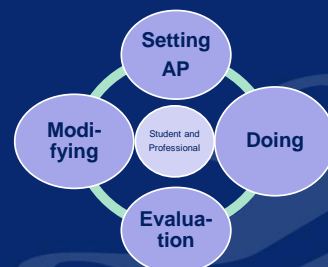 Setting
AP
Modi-
fying
Student and
Professional
Doing
Evalua-
tion